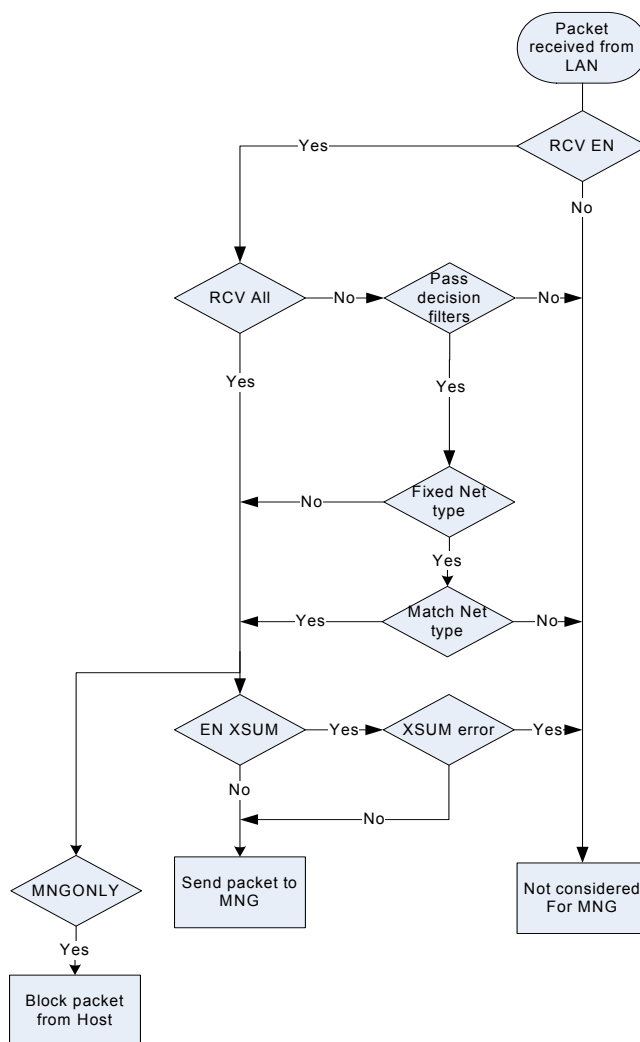 Packet
received from
LAN
RCV EN
Yes
No
RCV All
No
Pass
decision
filters
No
Yes
Yes
Fixed Net
type
No
Yes
Match Net
type
Yes
No
EN XSUM
Yes
XSUM error
Yes
No
No
MNGONLY
Send packet to
MNG
Not considered
For MNG
Yes
Block packet
from Host